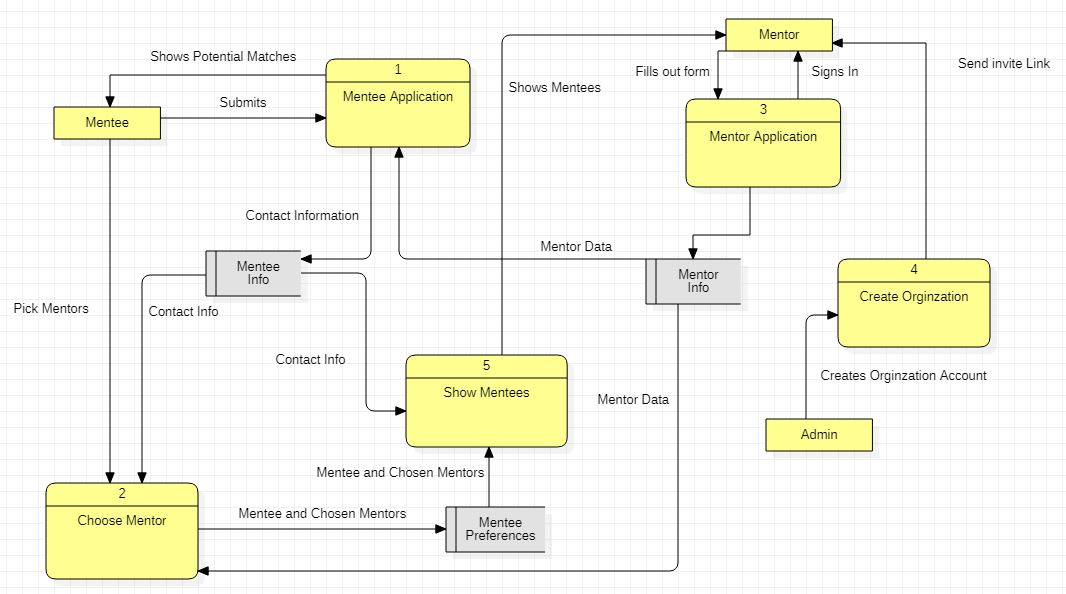 Mentor
Shows Potential Matches
1
Mentee Application
Fills out form
Signs In
Send invite Link
Shows Mentees
Submits
Mentee
3
Mentor Application
Contact Information
Mentor Data
Mentee
Info
Mentor
Info
4
Create Orginzation
Pick Mentors
Contact Info
Contact Info
5
Show Mentees
Mentor Data
Creates Orginzation Account
Admin
Mentee and Chosen Mentors
2
Choose Mentor
Mentee and Chosen Mentors
Mentee
Preferences